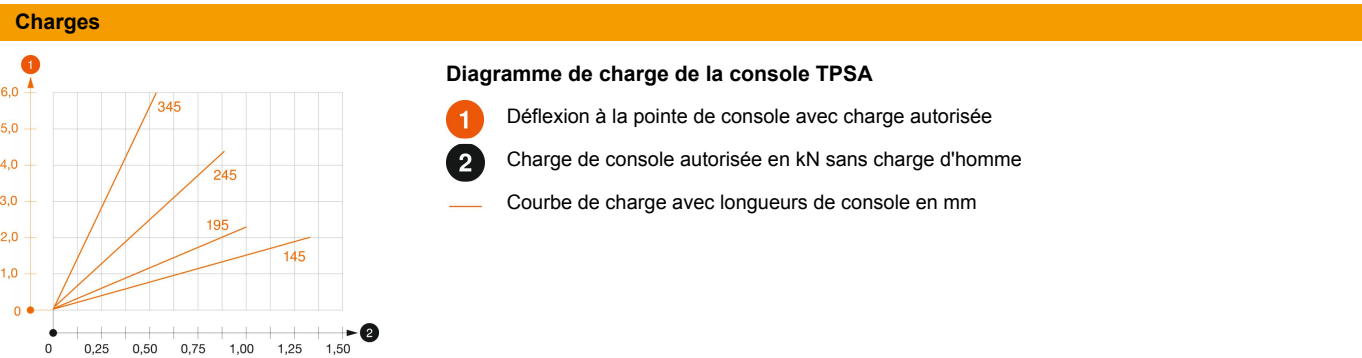 Charges
1
6,0
5,0
4,0
3,0
2,0
1,0
0
345
245
195
145
0 0,25 0,50 0,75 1,00 1,25 1,50
2
Diagramme de charge de la console TPSA
1 Déflexion à la pointe de console avec charge autorisée
2 Charge de console autorisée en kN sans charge d'homme
Courbe de charge avec longueurs de console en mm